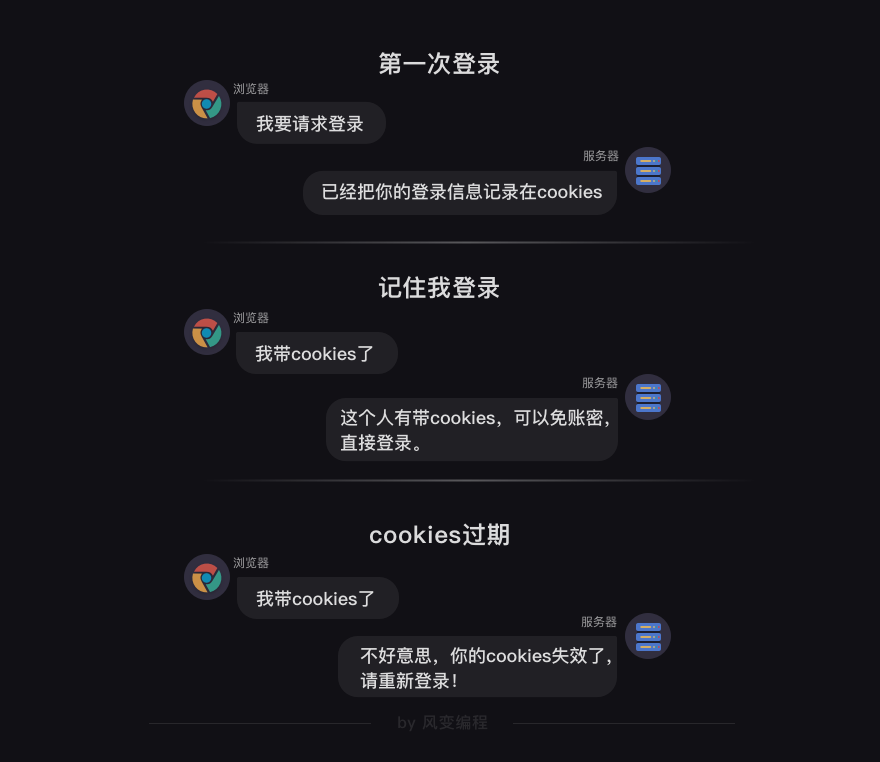 第一次登录
浏览器
我要请求登录
服务器
已经把你的登录信息记录在cookies
记住我登录
浏览器
我带cookies了
服务器
这个人有带cookies，可以免账密，
直接登录。
cookies过期
浏览器
我带cookies了
服务器
不好意思，你的cookies失效了，
请重新登录！
by 风变编程